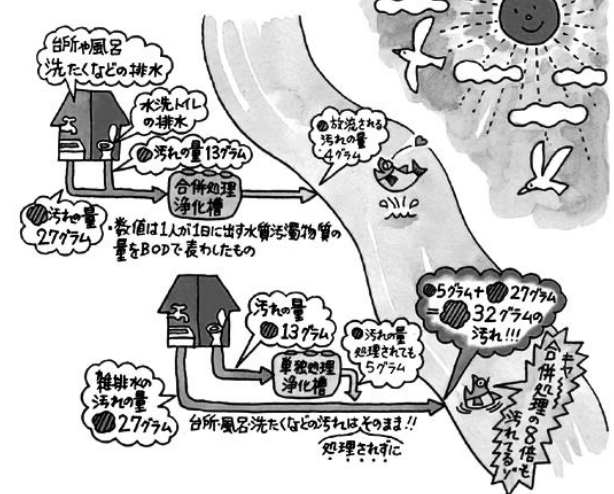 台所や風呂
洗たくなどの排水
水洗トイレ
の排水
汚れの量13グラム
合併処理
浄化槽
汚れの量
27グラム
放流される
汚れの量
4グラム
・数値は1人が1日に出す水質汚濁物質の
量をBODで表わしたもの
汚れの量
13グラム
単独処理
浄化槽
汚れの量
処理されても
5グラム
雑排水の
汚れの量
27グラム
台所・風呂・洗たくなどの汚れはそのまま!!
処理されずに
5グラム+27グラム
=32グラムの
汚れ!!!
キャー
合併処理の8倍も
汚れてるゾ